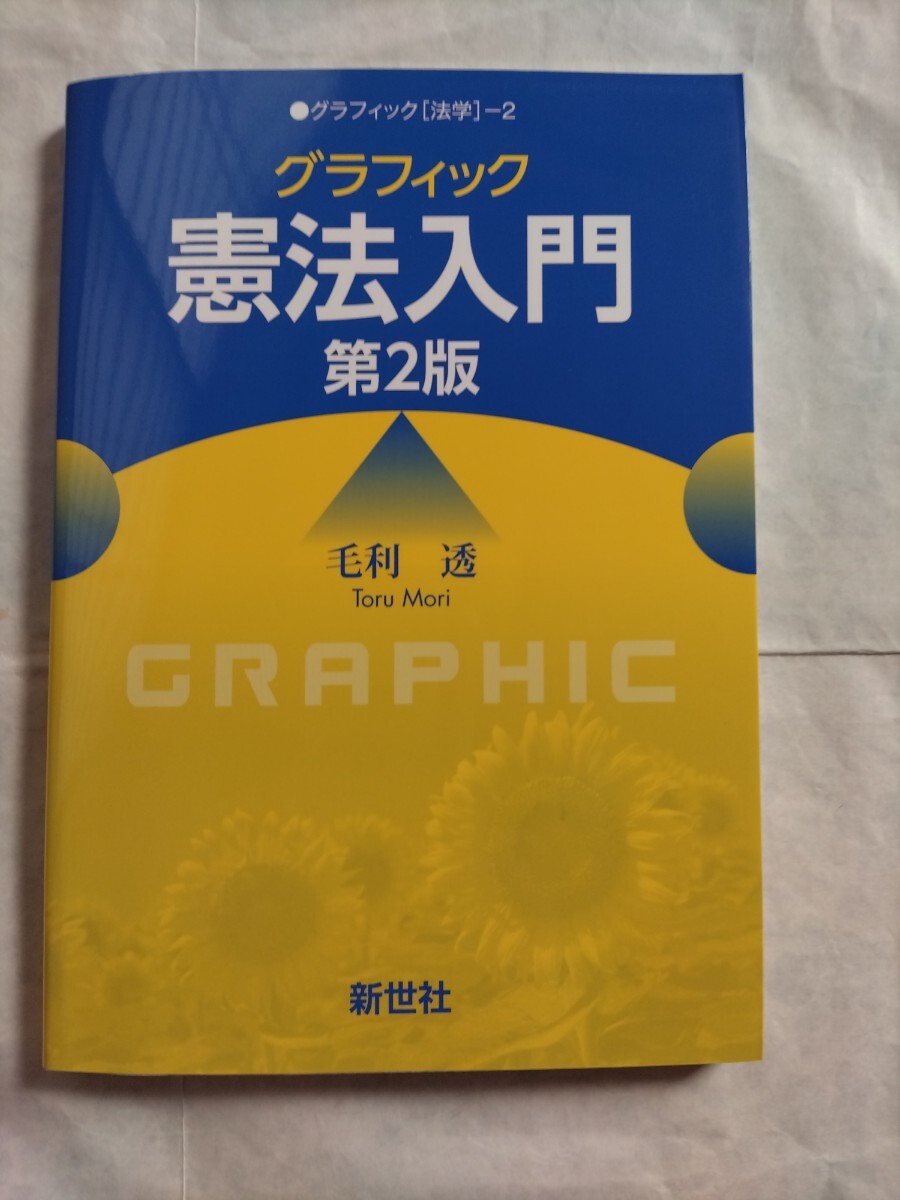 ●グラフィック[法学]-2
グラフィック
憲法入門
第2版
毛利 透
Toru Mori
GRAPHIC
新世社